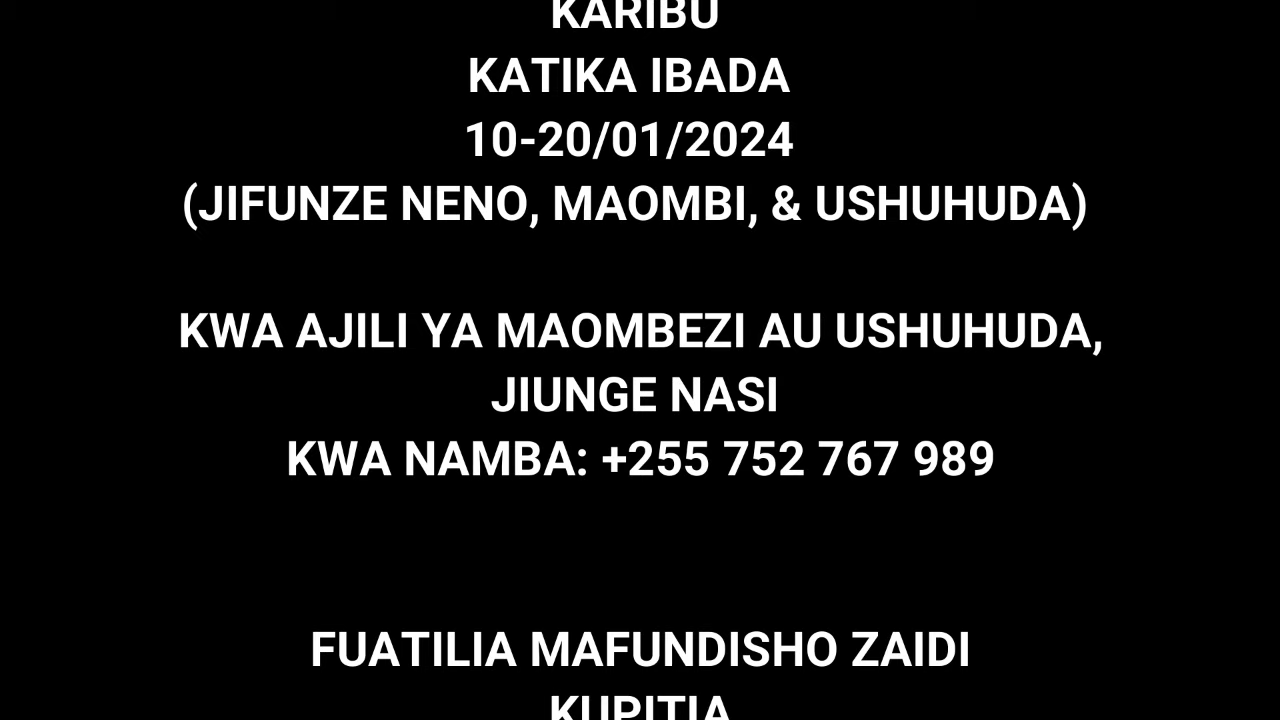 KARIBU
KATIKA IBADA
10-20/01/2024
(JIFUNZE NENO, MAOMBI, & USHUHUDA)
KWA AJILI YA MAOMBEZI AU USHUHUDA,
JIUNGE NASI
KWA NAMBA: +255 752 767 989
FUATILIA MAFUNDISHO ZAIDI
KUPITIA